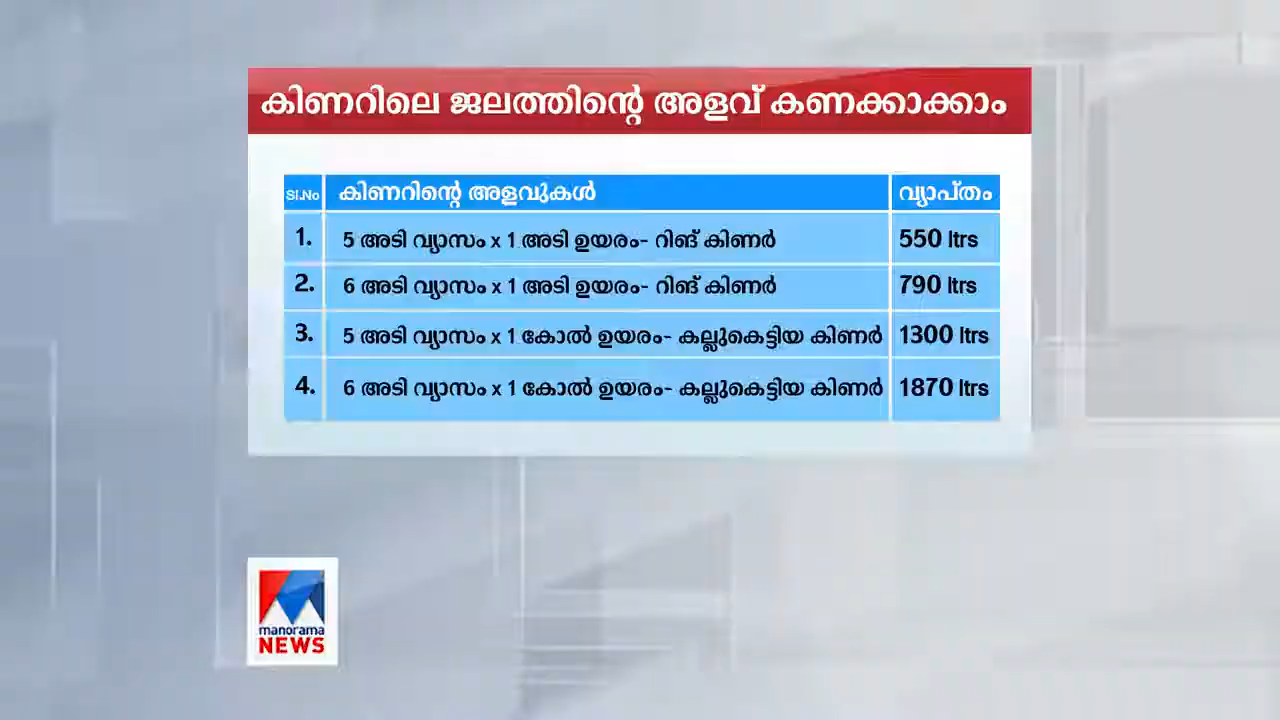 കിണറിലെ ജലത്തിന്റെ അളവ് കണക്കാക്കാം
Sl.No കിണറിന്റെ അളവുകൾ വ്യാപ്തം
1. 5 അടി വ്യാസം x 1 അടി ഉയരം- റിങ് കിണർ 550 ltrs
2. 6 അടി വ്യാസം x 1 അടി ഉയരം- റിങ് കിണർ 790 ltrs
3. 5 അടി വ്യാസം x 1 കോൽ ഉയരം- കല്ലുകെട്ടിയ കിണർ 1300 ltrs
4. 6 അടി വ്യാസം x 1 കോൽ ഉയരം- കല്ലുകെട്ടിയ കിണർ 1870 ltrs
manorama
NEWS